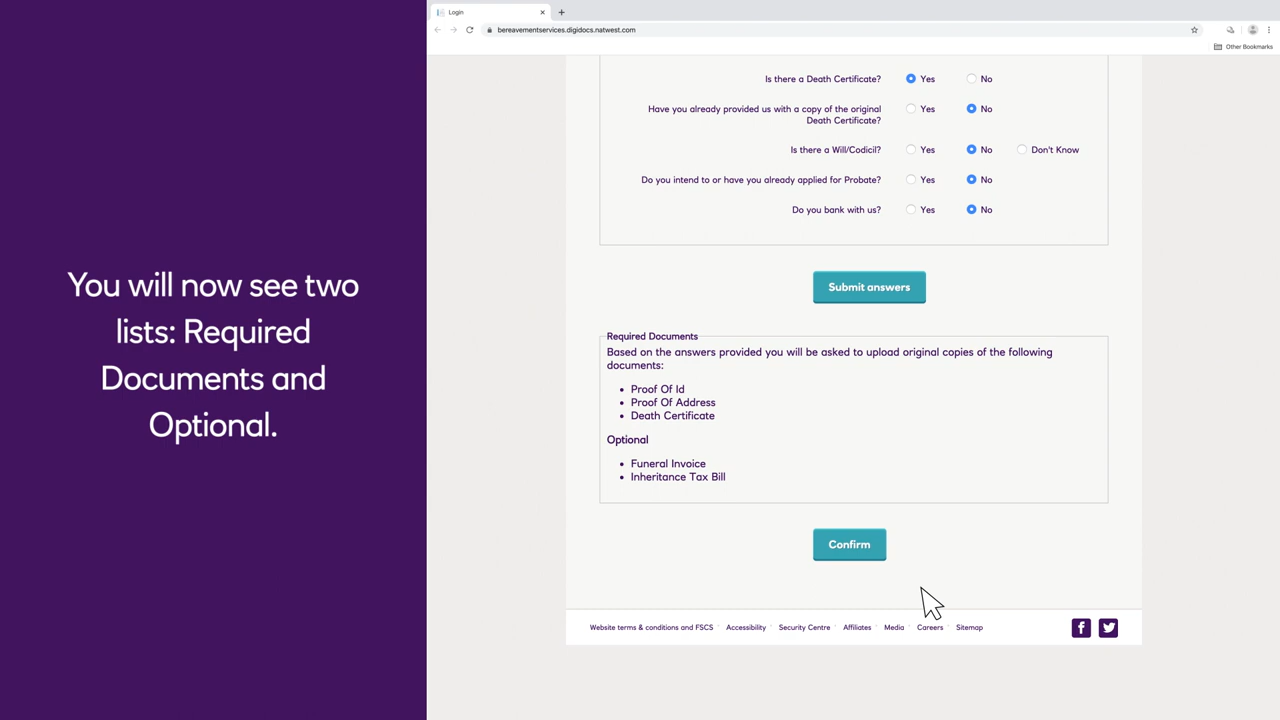 You will now see two
lists: Required
Documents and
Optional.
Login
bereavementservices.digidocs.natwest.com
Other Bookmarks
Is there a Death Certificate? Yes No
Have you already provided us with a copy of the original
Death Certificate? Yes No
Is there a Will/Codicil? Yes No Don't Know
Do you intend to or have you already applied for Probate? Yes No
Do you bank with us? Yes No
Submit answers
Required Documents
Based on the answers provided you will be asked to upload original copies of the following
documents:
• Proof Of Id
• Proof Of Address
• Death Certificate
Optional
• Funeral Invoice
• Inheritance Tax Bill
Confirm
Website terms & conditions and FSCS Accessibility Security Centre Affiliates Media Careers Sitemap